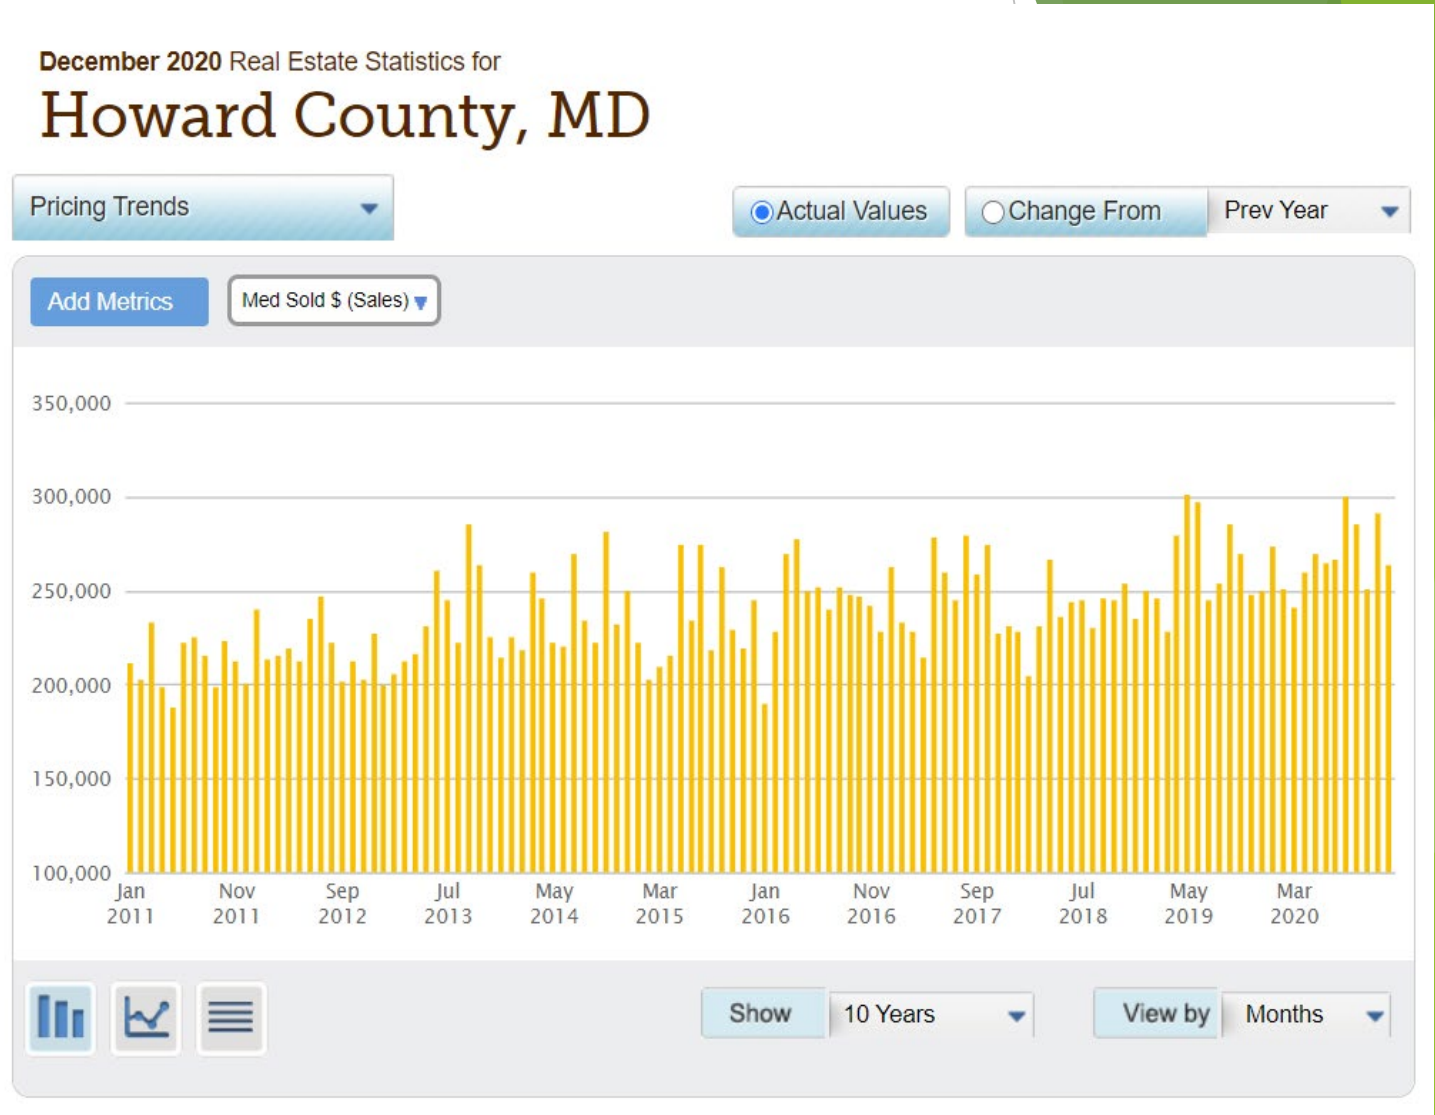 December 2020 Real Estate Statistics for
Howard County, MD
Pricing Trends
Actual Values
Change From
Prev Year
Add Metrics
Med Sold $ (Sales)
350,000
300,000
250,000
200,000
150,000
100,000
Jan Nov Sep Jul May Mar Jan Nov Sep Jul May Mar
2011 2011 2012 2013 2014 2015 2016 2016 2017 2018 2019 2020
Show
10 Years
View by
Months